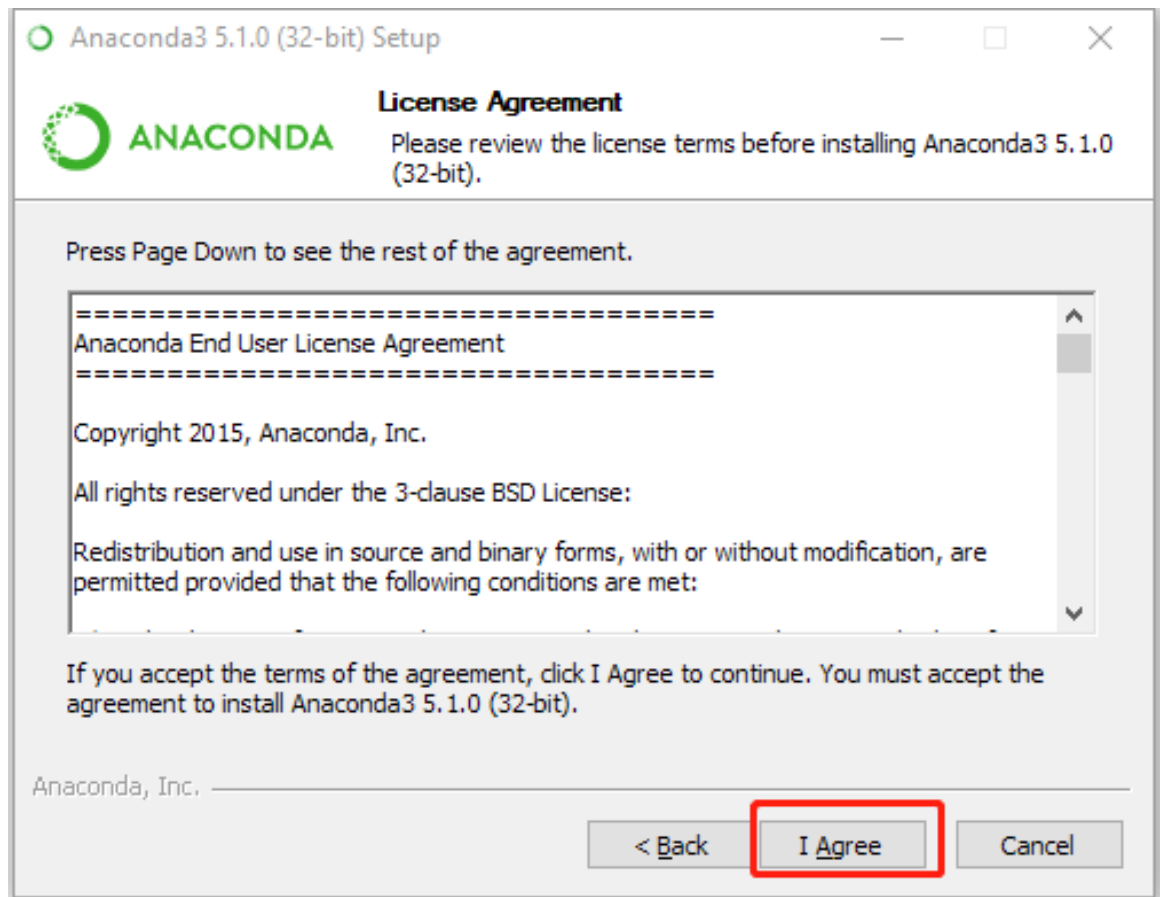 Anaconda3 5.1.0 (32-bit) Setup
ANACONDA
License Agreement
Please review the license terms before installing Anaconda3 5.1.0
(32-bit).
Press Page Down to see the rest of the agreement.
===================================
Anaconda End User License Agreement
===================================
Copyright 2015, Anaconda, Inc.
All rights reserved under the 3-clause BSD License:
Redistribution and use in source and binary forms, with or without modification, are
permitted provided that the following conditions are met:
If you accept the terms of the agreement, click I Agree to continue. You must accept the
agreement to install Anaconda3 5.1.0 (32-bit).
Anaconda, Inc.
< Back
I Agree
Cancel